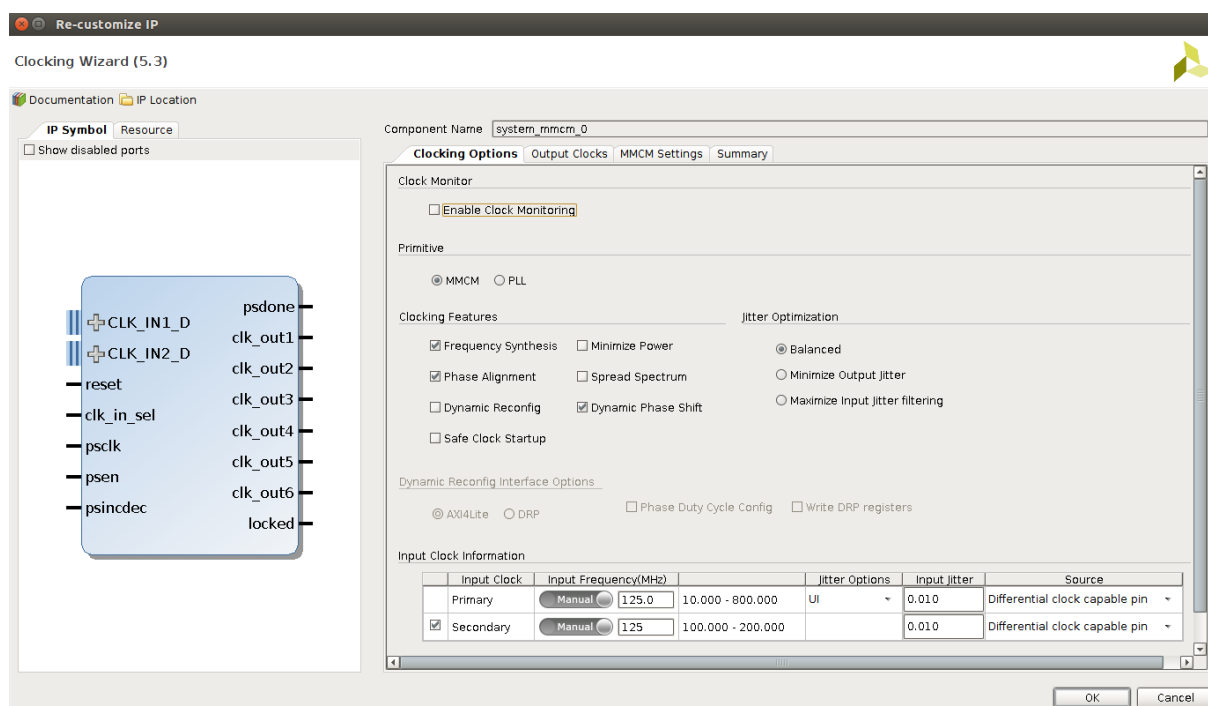 Re-customize IP
Clocking Wizard (5.3)
Documentation IP Location
IP Symbol Resource
Show disabled ports
CLK_IN1_D
CLK_IN2_D
reset
clk_in_sel
psclk
psen
psincdec
psdone
clk_out1
clk_out2
clk_out3
clk_out4
clk_out5
clk_out6
locked
Component Name system_mmcm_0
Clocking Options Output Clocks MMCM Settings Summary
Clock Monitor
Enable Clock Monitoring
Primitive
MMCM PLL
Clocking Features
Frequency Synthesis Minimize Power
Phase Alignment Spread Spectrum
Dynamic Reconfig Dynamic Phase Shift
Safe Clock Startup
Jitter Optimization
Balanced
Minimize Output Jitter
Maximize Input Jitter filtering
Dynamic Reconfig Interface Options
AXI4Lite DRP Phase Duty Cycle Config Write DRP registers
Input Clock Information
Input Clock Input Frequency(MHz) Jitter Options Input Jitter Source
Primary Manual 125.0 10.000 - 800.000 UI 0.010 Differential clock capable pin
Secondary Manual 125 100.000 - 200.000 0.010 Differential clock capable pin
OK Cancel